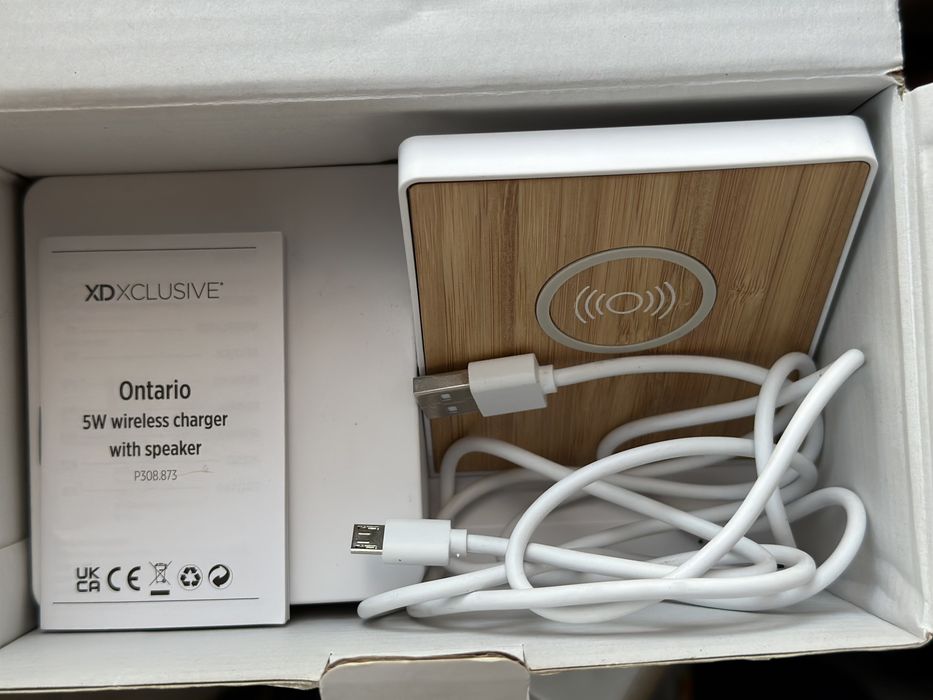 XDXCLUSIVE®
Ontario
5W wireless charger
with speaker
P308.873
UK
CA CE